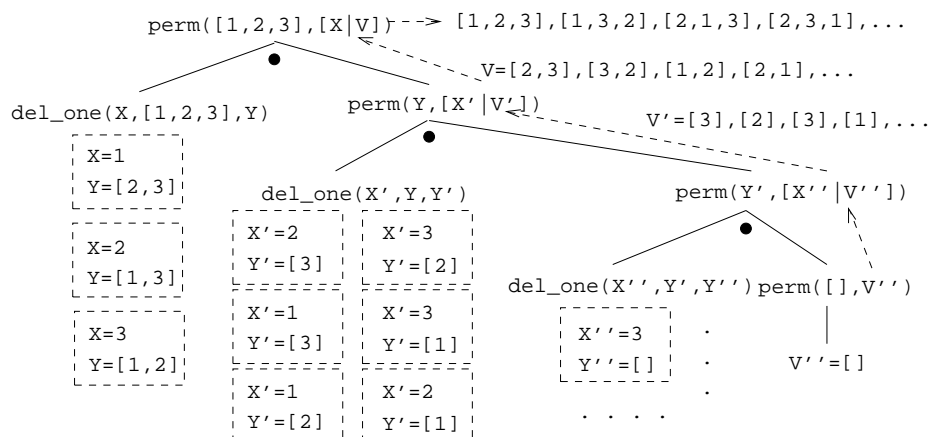 perm([1,2,3],[X|V])
[1,2,3],[1,3,2],[2,1,3],[2,3,1],...
V=[2,3],[3,2],[1,2],[2,1],...
del_one(X,[1,2,3],Y)
perm(Y,[X'|V'])
V'=[3],[2],[3],[1],...
X=1
Y=[2,3]
X=2
Y=[1,3]
X=3
Y=[1,2]
del_one(X',Y,Y')
X'=2
Y'=[3]
X'=3
Y'=[2]
X'=1
Y'=[3]
X'=3
Y'=[1]
X'=1
Y'=[2]
X'=2
Y'=[1]
perm(Y',[X''|V''])
del_one(X'',Y',Y'')
perm([],V'')
X''=3
Y''=[]
V''=[]
. . . .